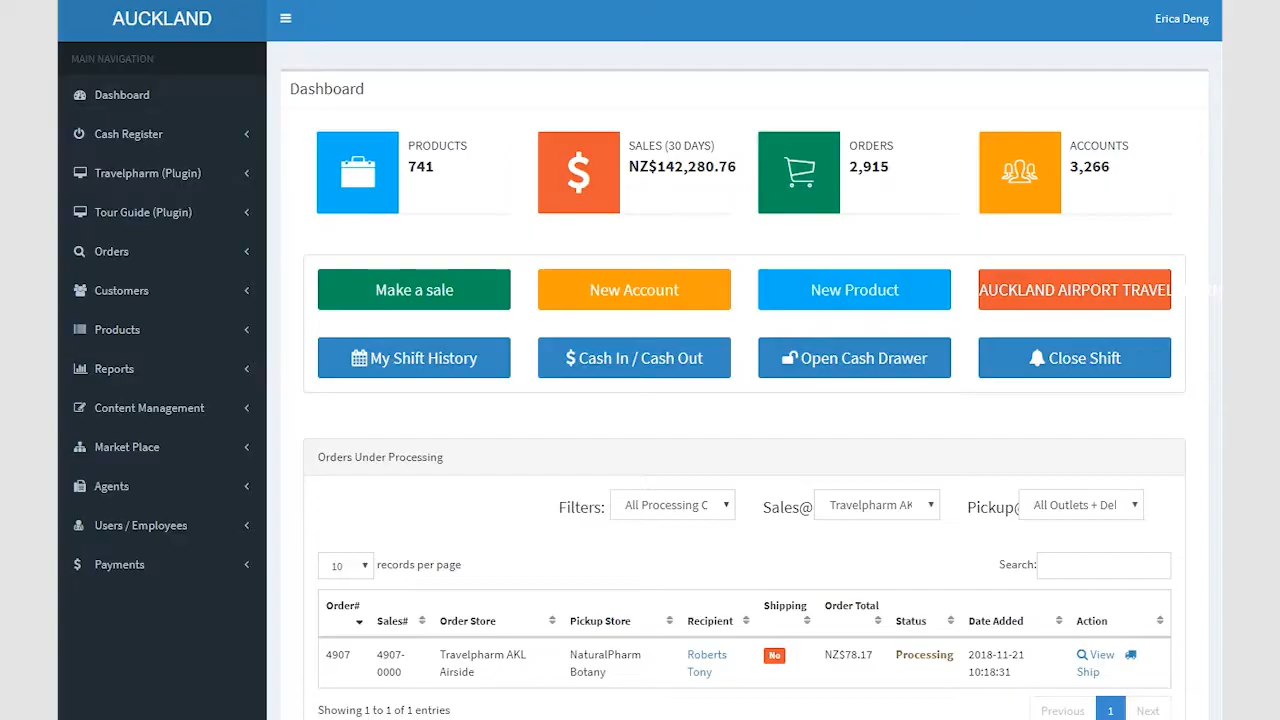 AUCKLAND
Erica Deng
MAIN NAVIGATION
Dashboard
Cash Register
Travelpharm (Plugin)
Tour Guide (Plugin)
Orders
Customers
Products
Reports
Content Management
Market Place
Agents
Users / Employees
Payments
Dashboard
PRODUCTS
741
SALES (30 DAYS)
NZ$142,280.76
ORDERS
2,915
ACCOUNTS
3,266
Make a sale
New Account
New Product
AUCKLAND AIRPORT TRAVEL
My Shift History
$ Cash In / Cash Out
Open Cash Drawer
Close Shift
Orders Under Processing
Filters: All Processing C Sales@ Travelpharm AK Pickup@ All Outlets + Del
10 records per page
Search:
Order# Sales# Order Store Pickup Store Recipient Shipping Order Total Status Date Added Action
4907 4907- Travelpharm AKL NaturalPharm Roberts No NZ$78.17 Processing 2018-11-21 View
0000 Airside Botany Tony 10:18:31 Ship
Showing 1 to 1 of 1 entries
Previous 1 Next